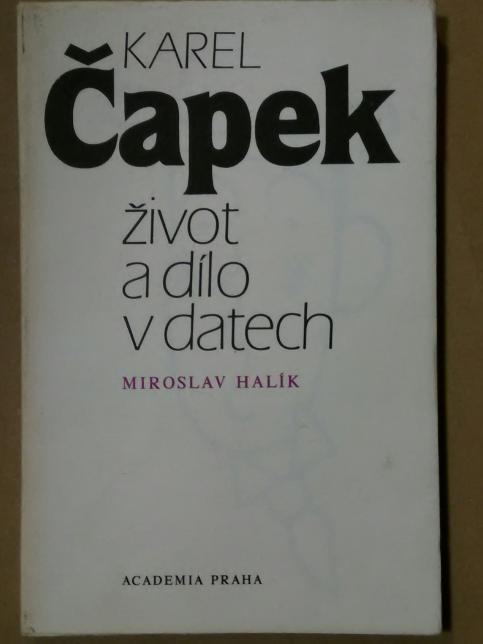 KAREL
Čapek
život
a dílo
v datech
MIROSLAV HALÍK
ACADEMIA PRAHA